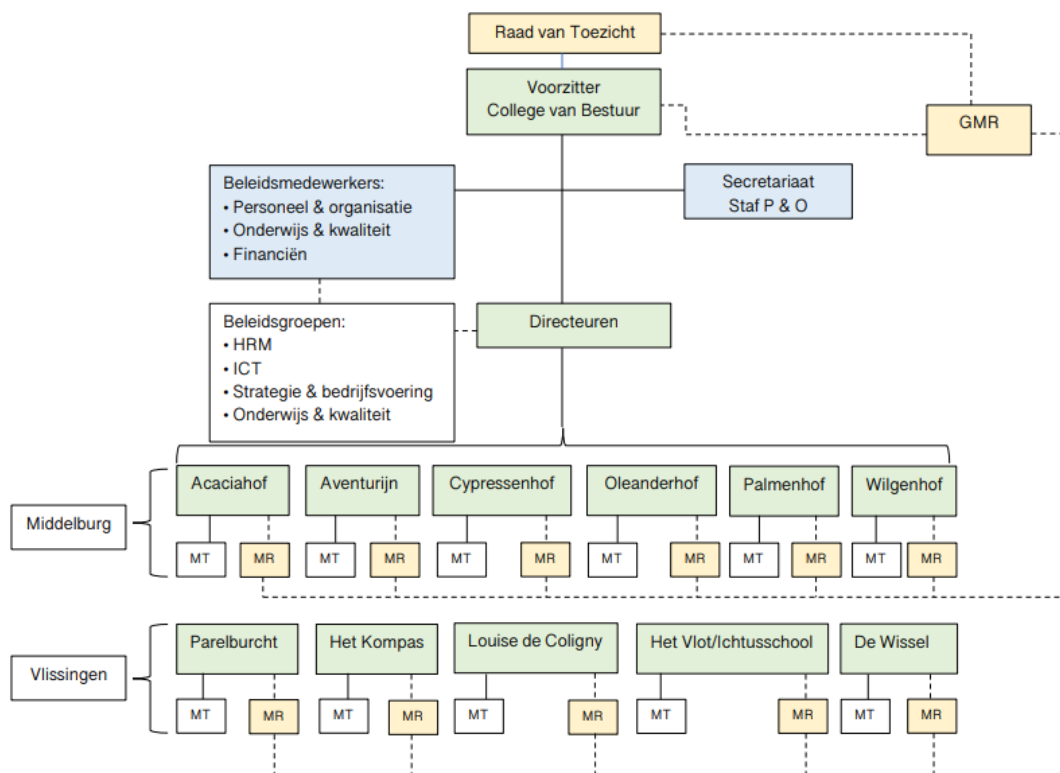 Raad van Toezicht
Voorzitter
College van Bestuur
GMR
Beleidsmedewerkers:
• Personeel & organisatie
• Onderwijs & kwaliteit
• Financiën
Secretariaat
Staf P & O
Beleidsgroepen:
• HRM
• ICT
• Strategie & bedrijfsvoering
• Onderwijs & kwaliteit
Directeuren
Middelburg
Acaciahof
Aventurijn
Cypressenhof
Oleanderhof
Palmenhof
Wilgenhof
MT
MR
MT
MR
MT
MR
MT
MR
MT
MR
MT
MR
Vlissingen
Parelburcht
Het Kompas
Louise de Coligny
Het Vlot/Ichtusschool
De Wissel
MT
MR
MT
MR
MT
MR
MT
MR
MT
MR